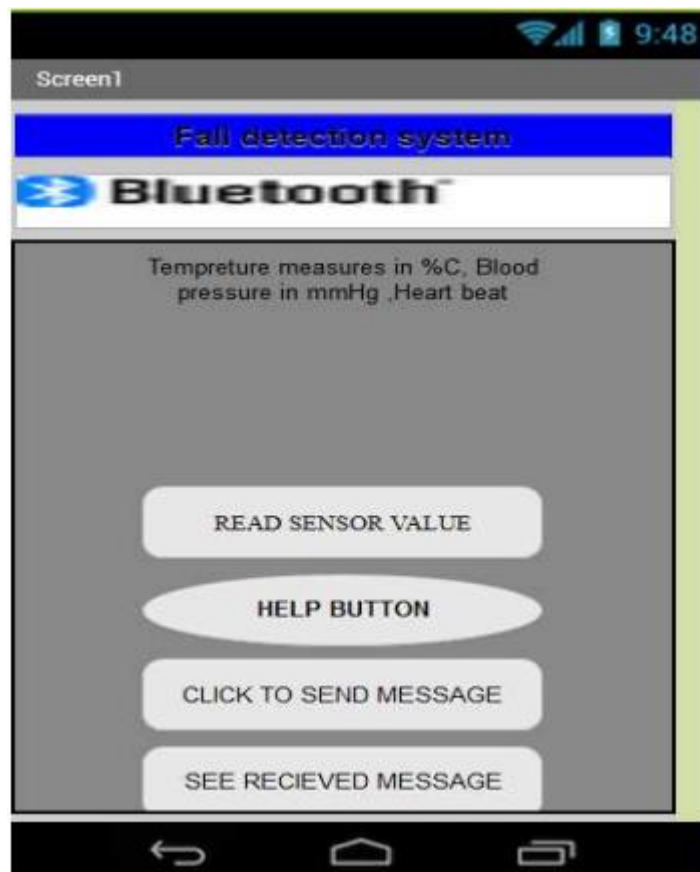 9:48
Screen1
Fall detection system
Bluetooth
Tempreture measures in %C, Blood
pressure in mmHg ,Heart beat
READ SENSOR VALUE
HELP BUTTON
CLICK TO SEND MESSAGE
SEE RECIEVED MESSAGE